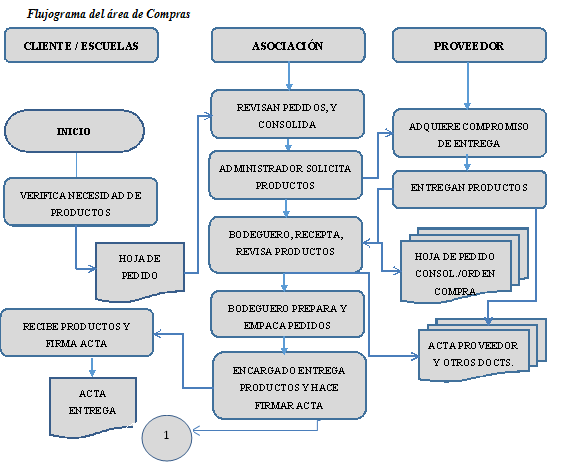 Flujograma del área de Compras
CLIENTE / ESCUELAS
ASOCIACIÓN
PROVEEDOR
INICIO
VERIFICA NECESIDAD DE
PRODUCTOS
HOJA DE
PEDIDO
RECIBE PRODUCTOS Y
FIRMA ACTA
ACTA
ENTREGA
REVISAN PEDIDOS, Y
CONSOLIDA
ADMINISTRADOR SOLICITA
PRODUCTOS
BODEGUERO, RECEPTA,
REVISA PRODUCTOS
BODEGUERO PREPARA Y
EMPACA PEDIDOS
ENCARGADO ENTREGA
PRODUCTOS Y HACE
FIRMAR ACTA
1
ADQUIERE COMPROMISO
DE ENTREGA
ENTREGAN PRODUCTOS
HOJA DE PEDIDO
CONSOL./ORDEN
COMPRA
ACTA PROVEEDOR
Y OTROS DOCTS.